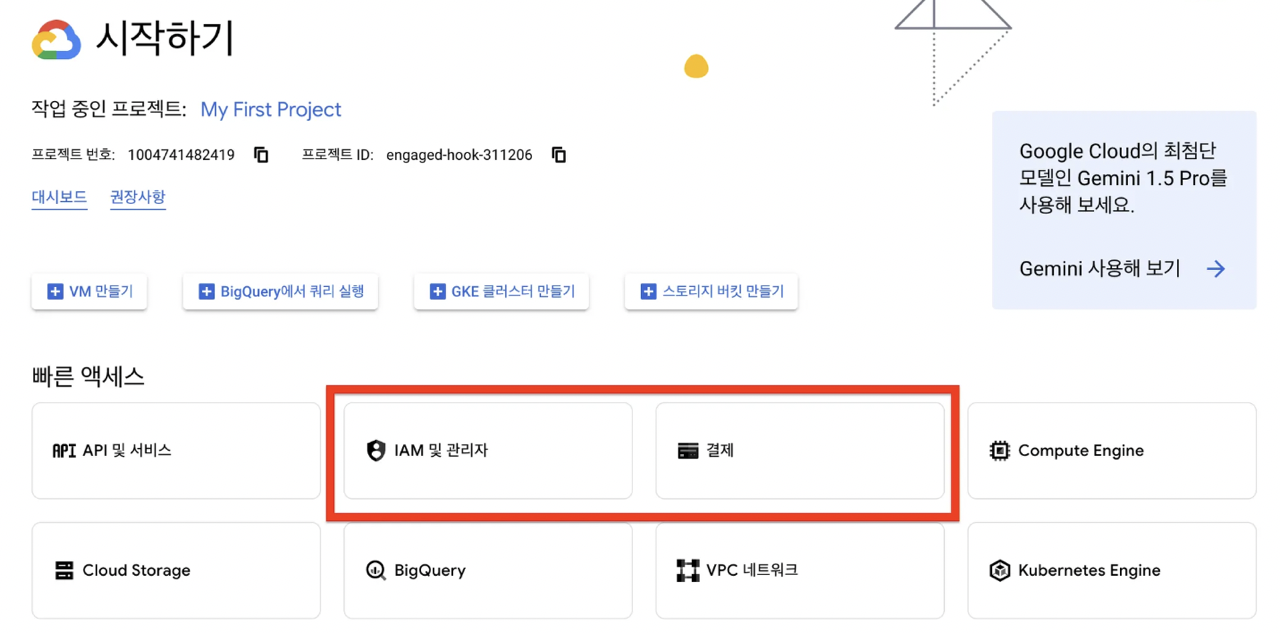 시작하기
작업 중인 프로젝트: My First Project
프로젝트 번호: 1004741482419 프로젝트 ID: engaged-hook-311206
대시보드 권장사항
Google Cloud의 최첨단
모델인 Gemini 1.5 Pro를
사용해 보세요.
Gemini 사용해 보기
VM 만들기 BigQuery에서 쿼리 실행 GKE 클러스터 만들기 스토리지 버킷 만들기
빠른 액세스
API API 및 서비스 IAM 및 관리자 결제 Compute Engine
Cloud Storage BigQuery VPC 네트워크 Kubernetes Engine